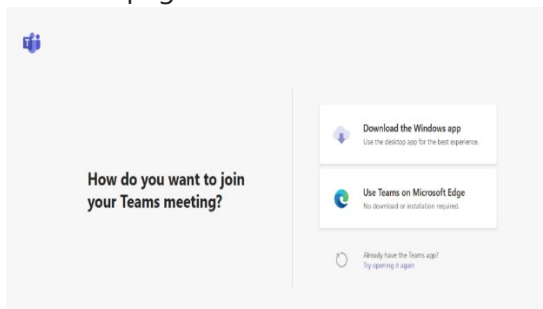 How do you want to join
your Teams meeting?
Download the Windows app
Use the desktop app for the best experience.
Use Teams on Microsoft Edge
No download or installation required.
Already have the Teams app?
Try opening it again